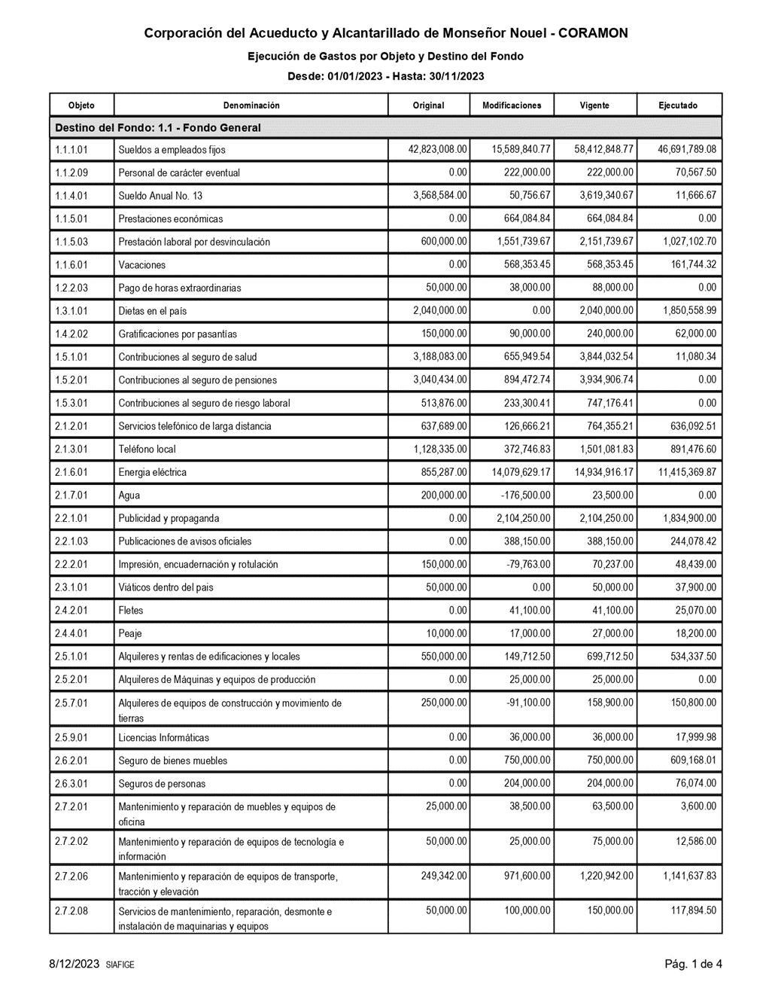 Corporación del Acueducto y Alcantarillado de Monseñor Nouel - CORAMON
Ejecución de Gastos por Objeto y Destino del Fondo
Desde: 01/01/2023 - Hasta: 30/11/2023
Objeto Denominación Original Modificaciones Vigente Ejecutado
Destino del Fondo: 1.1 - Fondo General
1.1.1.01 Sueldos a empleados fijos 42,823,008.00 15,589,840.77 58,412,848.77 46,691,789.08
1.1.2.09 Personal de carácter eventual 0.00 222,000.00 222,000.00 70,567.50
1.1.4.01 Sueldo Anual No. 13 3,568,584.00 50,756.67 3,619,340.67 11,666.67
1.1.5.01 Prestaciones económicas 0.00 664,084.84 664,084.84 0.00
1.1.5.03 Prestación laboral por desvinculación 600,000.00 1,551,739.67 2,151,739.67 1,027,102.70
1.1.6.01 Vacaciones 0.00 568,353.45 568,353.45 161,744.32
1.2.2.03 Pago de horas extraordinarias 50,000.00 38,000.00 88,000.00 0.00
1.3.1.01 Dietas en el país 2,040,000.00 0.00 2,040,000.00 1,850,558.99
1.4.2.02 Gratificaciones por pasantías 150,000.00 90,000.00 240,000.00 62,000.00
1.5.1.01 Contribuciones al seguro de salud 3,188,083.00 655,949.54 3,844,032.54 11,080.34
1.5.2.01 Contribuciones al seguro de pensiones 3,040,434.00 894,472.74 3,934,906.74 0.00
1.5.3.01 Contribuciones al seguro de riesgo laboral 513,876.00 233,300.41 747,176.41 0.00
2.1.2.01 Servicios telefónico de larga distancia 637,689.00 126,666.21 764,355.21 636,092.51
2.1.3.01 Teléfono local 1,128,335.00 372,746.83 1,501,081.83 891,476.60
2.1.6.01 Energia eléctrica 855,287.00 14,079,629.17 14,934,916.17 11,415,369.87
2.1.7.01 Agua 200,000.00 -176,500.00 23,500.00 0.00
2.2.1.01 Publicidad y propaganda 0.00 2,104,250.00 2,104,250.00 1,834,900.00
2.2.1.03 Publicaciones de avisos oficiales 0.00 388,150.00 388,150.00 244,078.42
2.2.2.01 Impresión, encuadernación y rotulación 150,000.00 -79,763.00 70,237.00 48,439.00
2.3.1.01 Viáticos dentro del pais 50,000.00 0.00 50,000.00 37,900.00
2.4.2.01 Fletes 0.00 41,100.00 41,100.00 25,070.00
2.4.4.01 Peaje 10,000.00 17,000.00 27,000.00 18,200.00
2.5.1.01 Alquileres y rentas de edificaciones y locales 550,000.00 149,712.50 699,712.50 534,337.50
2.5.2.01 Alquileres de Máquinas y equipos de producción 0.00 25,000.00 25,000.00 0.00
2.5.7.01 Alquileres de equipos de construcción y movimiento de 250,000.00 -91,100.00 158,900.00 150,800.00
tierras
2.5.9.01 Licencias Informáticas 0.00 36,000.00 36,000.00 17,999.98
2.6.2.01 Seguro de bienes muebles 0.00 750,000.00 750,000.00 609,168.01
2.6.3.01 Seguros de personas 0.00 204,000.00 204,000.00 76,074.00
2.7.2.01 Mantenimiento y reparación de muebles y equipos de 25,000.00 38,500.00 63,500.00 3,600.00
oficina
2.7.2.02 Mantenimiento y reparación de equipos de tecnología e 50,000.00 25,000.00 75,000.00 12,586.00
información
2.7.2.06 Mantenimiento y reparación de equipos de transporte, 249,342.00 971,600.00 1,220,942.00 1,141,637.83
tracción y elevación
2.7.2.08 Servicios de mantenimiento, reparación, desmonte e 50,000.00 100,000.00 150,000.00 117,894.50
instalación de maquinarias y equipos
8/12/2023 SIAFIGE Pág. 1 de 4